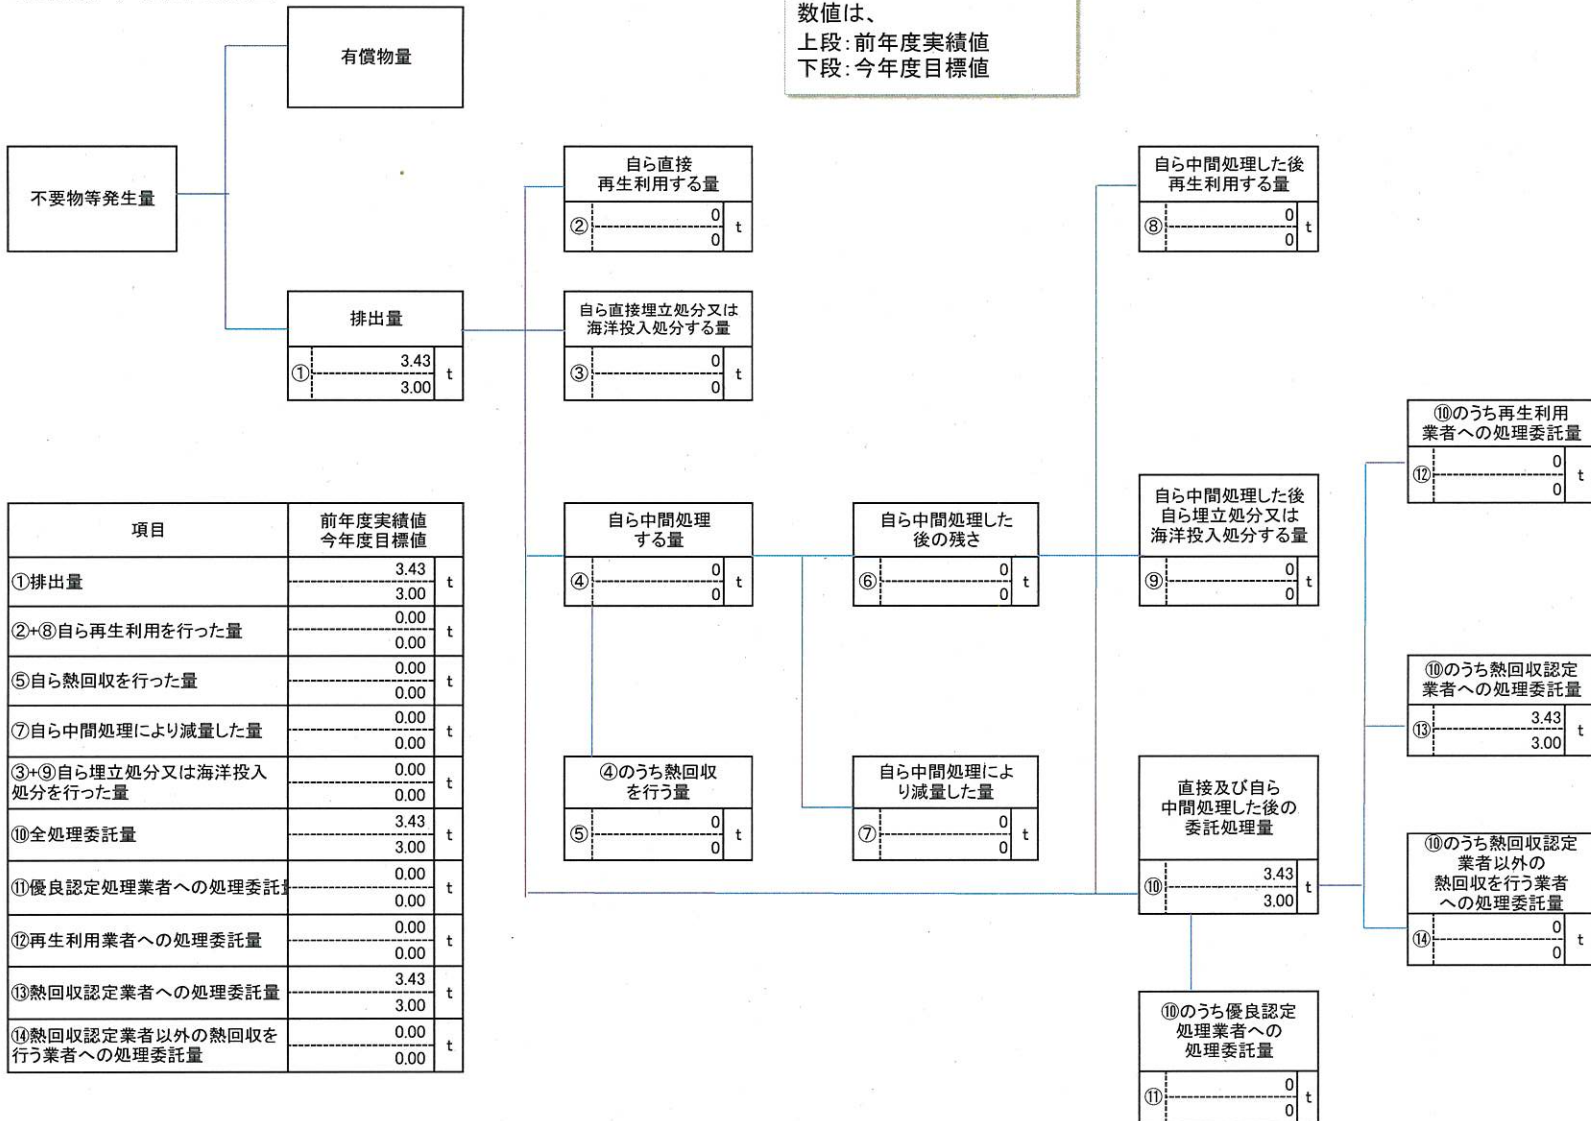 数値は、
上段：前年度実績値
下段：今年度目標値
有償物量
不要物等発生量
排出量
①
3.43
3.00
t
自ら直接
再生利用する量
②
0
0
t
自ら直接埋立処分又は
海洋投入処分する量
③
0
0
t
自ら中間処理
する量
④
0
0
t
④のうち熱回収
を行う量
⑤
0
0
t
自ら中間処理した
後の残さ
⑥
0
0
t
自ら中間処理によ
り減量した量
⑦
0
0
t
自ら中間処理した後
再生利用する量
⑧
0
0
t
自ら中間処理した後
自ら埋立処分又は
海洋投入処分する量
⑨
0
0
t
直接及び自ら
中間処理した後の
委託処理量
⑩
3.43
3.00
t
⑩のうち優良認定
処理業者への
処理委託量
⑪
0
0
t
⑩のうち再生利用
業者への処理委託量
⑫
0
0
t
⑩のうち熱回収認定
業者への処理委託量
⑬
3.43
3.00
t
⑩のうち熱回収認定
業者以外の
熱回収を行う業者
への処理委託量
⑭
0
0
t
項目
前年度実績値
今年度目標値
①排出量
3.43
3.00
t
②+⑧自ら再生利用を行った量
0.00
0.00
t
⑤自ら熱回収を行った量
0.00
0.00
t
⑦自ら中間処理により減量した量
0.00
0.00
t
③+⑨自ら埋立処分又は海洋投入
処分を行った量
0.00
0.00
t
⑩全処理委託量
3.43
3.00
t
⑪優良認定処理業者への処理委託
0.00
0.00
t
⑫再生利用業者への処理委託量
0.00
0.00
t
⑬熱回収認定業者への処理委託量
3.43
3.00
t
⑭熱回収認定業者以外の熱回収を
行う業者への処理委託量
0.00
0.00
t